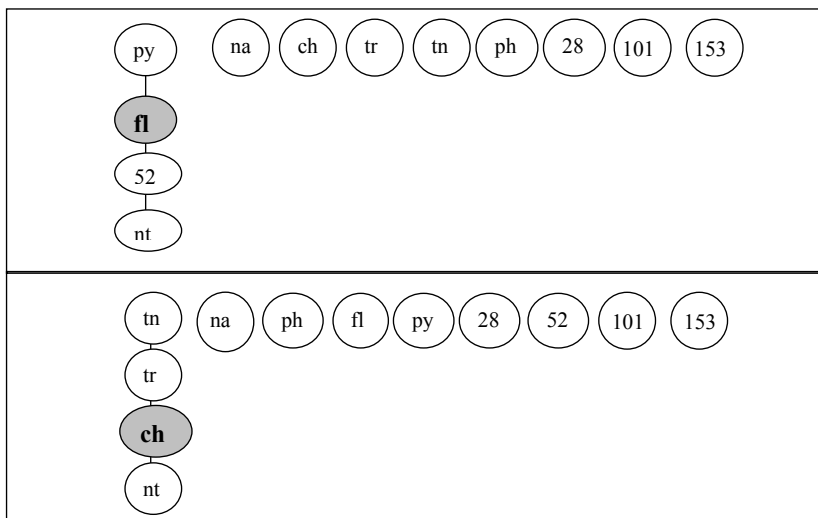 py na ch tr tn ph 28 101 153
fl
52
nt
tn na ph fl py 28 52 101 153
tr
ch
nt